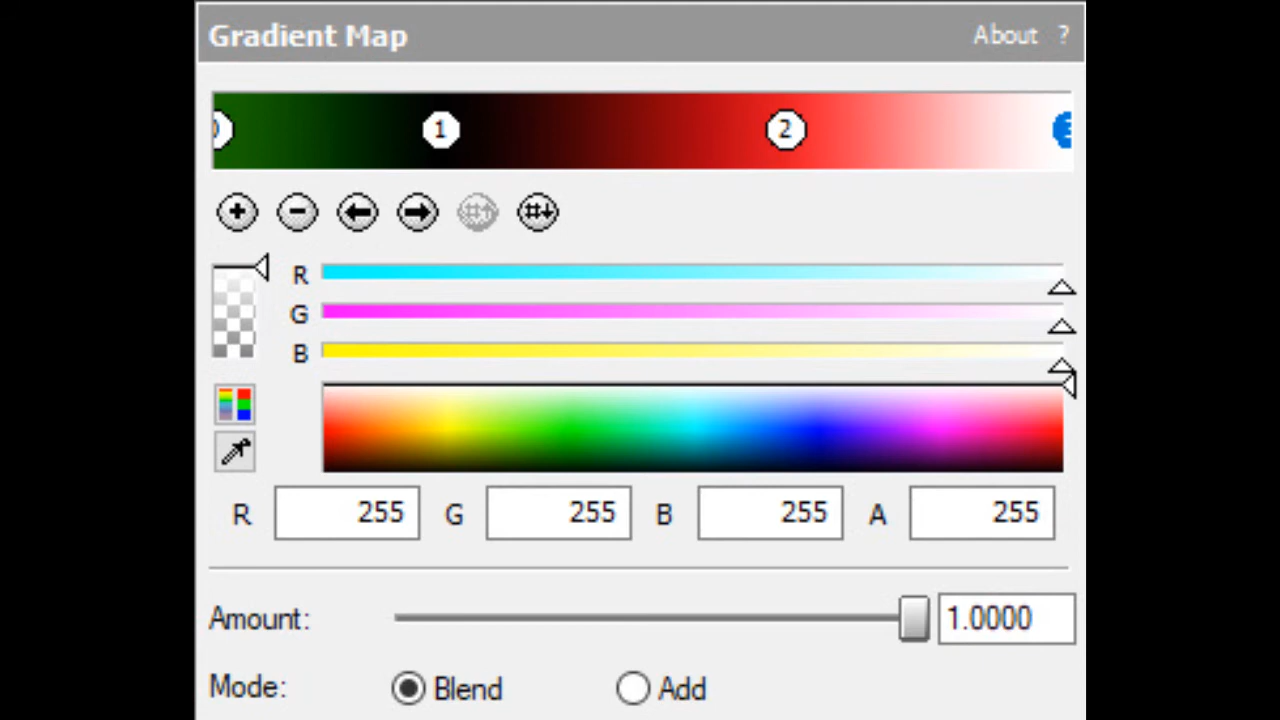 Gradient Map About ?
1 2
R
G
B
R 255 G 255 B 255 A 255
Amount: 1.0000
Mode: Blend Add